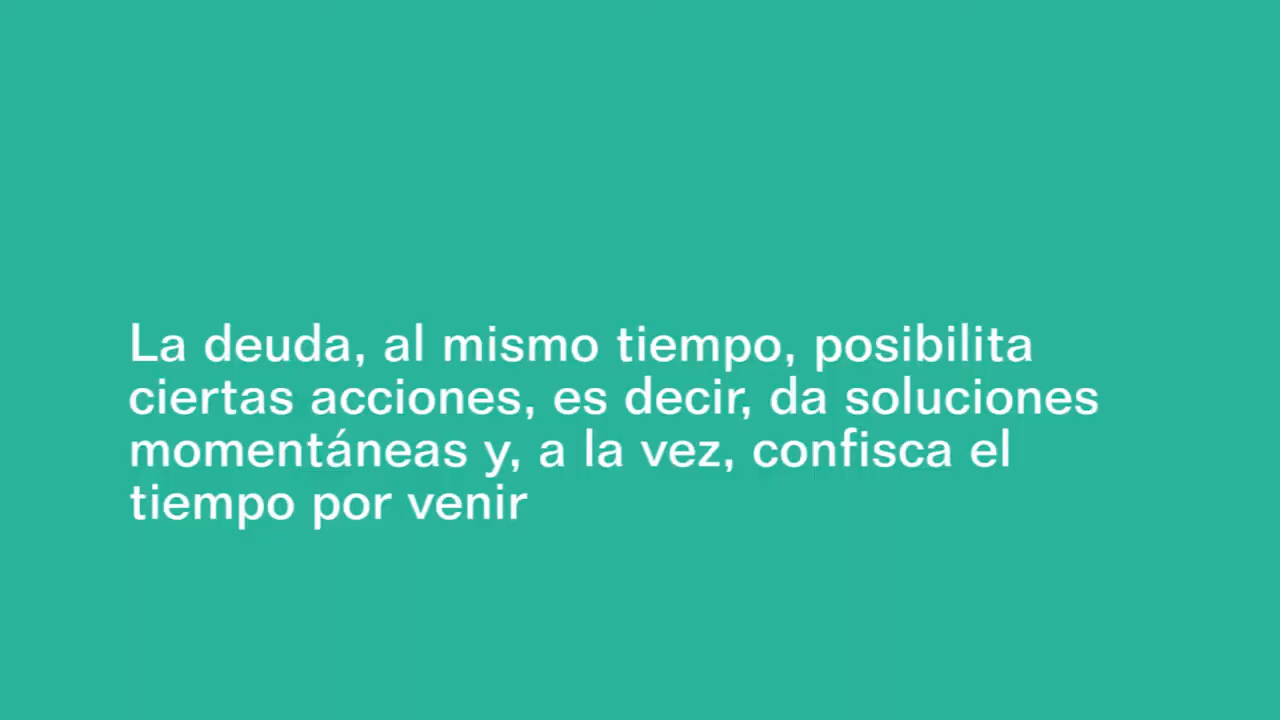 La deuda, al mismo tiempo, posibilita
ciertas acciones, es decir, da soluciones
momentáneas y, a la vez, confisca el
tiempo por venir